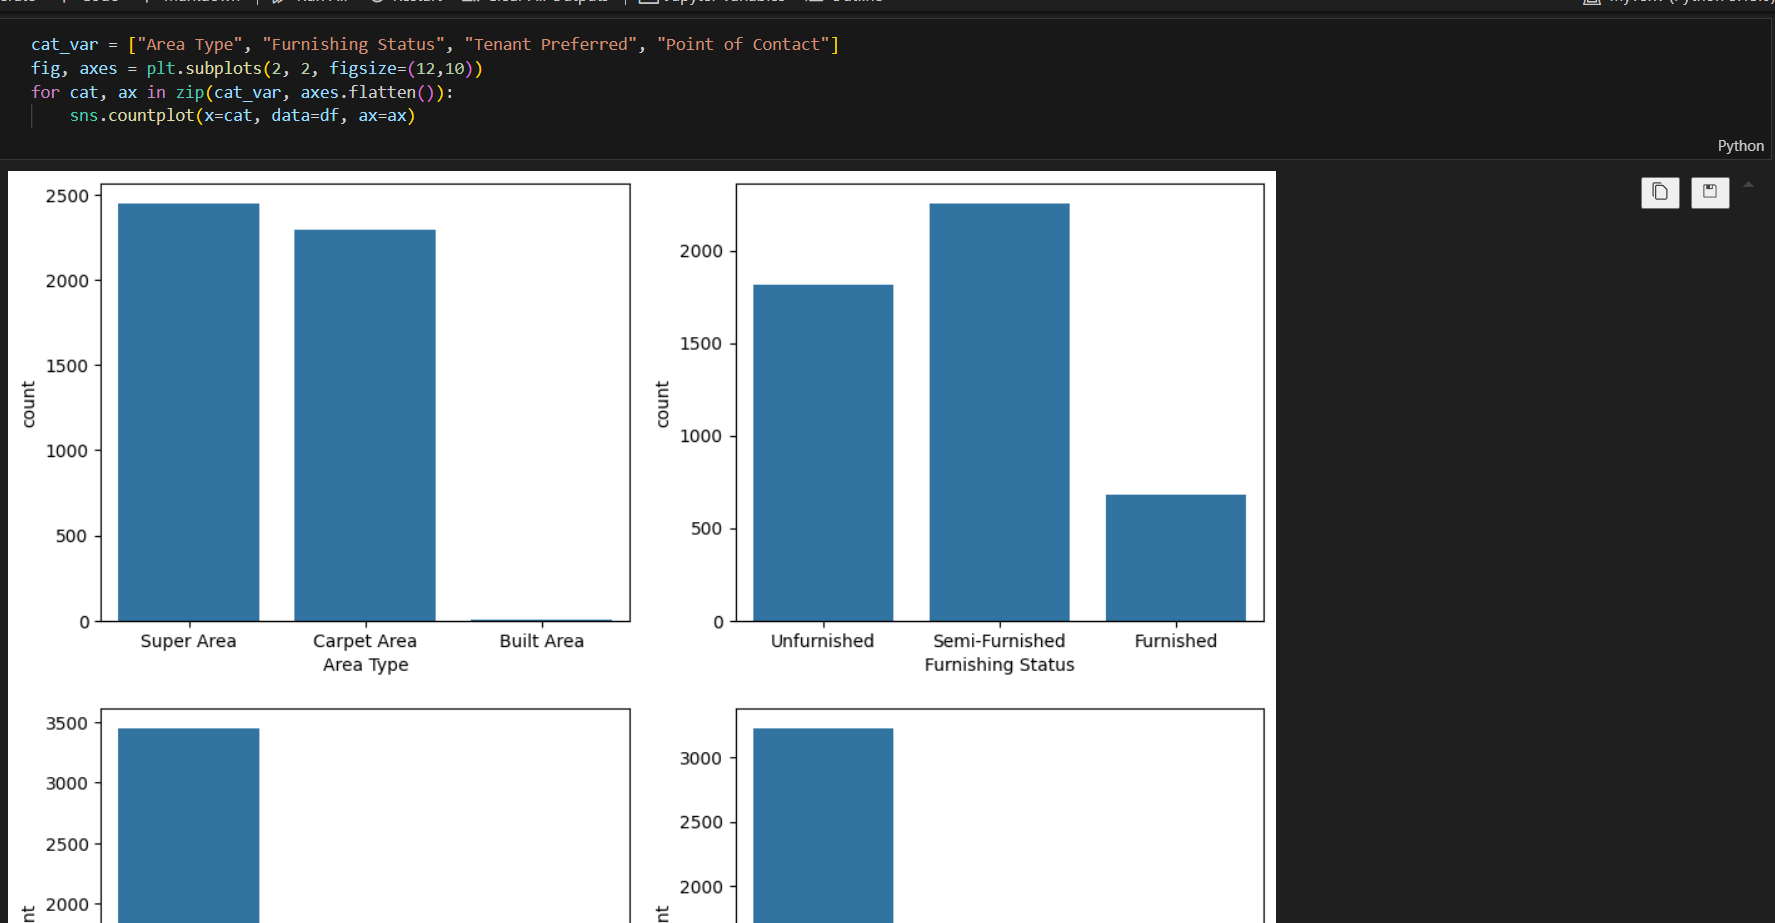 cat_var = ["Area Type", "Furnishing Status", "Tenant Preferred", "Point of Contact"]
fig, axes = plt.subplots(2, 2, figsize=(12,10))
for cat, ax in zip(cat_var, axes.flatten()):
sns.countplot(x=cat, data=df, ax=ax)
Python
2500
2000
1500
1000
500
0
count
Super Area
Carpet Area
Built Area
Area Type
2000
1500
1000
500
0
count
Unfurnished
Semi-Furnished
Furnished
Furnishing Status
3500
3000
2500
2000
3000
2500
2000